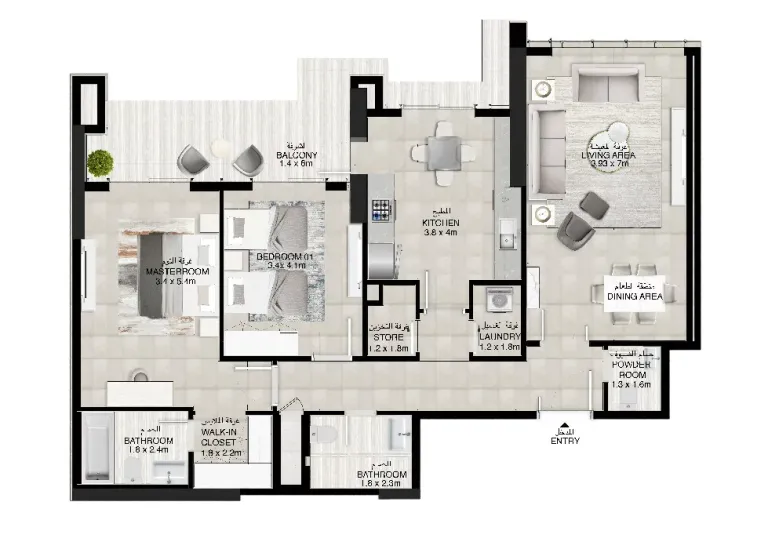 الشرفة
BALCONY
1.4 x 6m
غرفة المعيشة
LIVING AREA
3.93 x 7m
المطبخ
KITCHEN
3.8 x 4m
غرفة النوم
MASTERROOM
3.4 x 5.4m
BEDROOM 01
3.4x 4.1m
منطقة الطعام
DINING AREA
غرفة التخزين
STORE
1.2 x 1.8m
غرفة الغسيل
LAUNDRY
1.2 x 1.8m
حمام الضيوف
POWDER
ROOM
1.3 x 1.6m
الحمام
BATHROOM
1.8 x 2.4m
غرفة الملابس
WALK-IN
CLOSET
1.8 x 2.2m
الحمام
BATHROOM
1.8 x 2.3m
المدخل
ENTRY